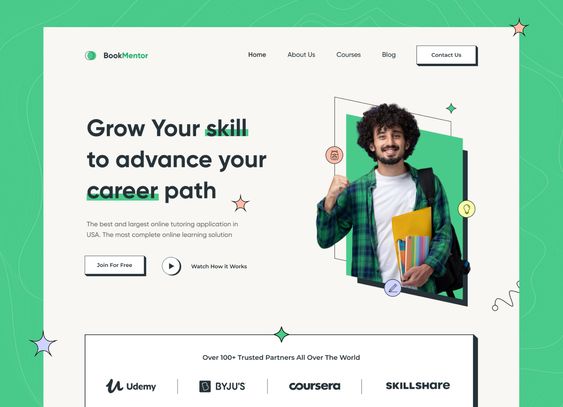 BookMentor
Home
About Us
Courses
Blog
Contact Us
Grow Your skill
to advance your
career path
The best and largest online tutoring application in
USA. The most complete online learning solution
Join For Free
Watch How it Works
Over 100+ Trusted Partners All Over The World
Udemy
BYJU'S
coursera
SKILLSHARE